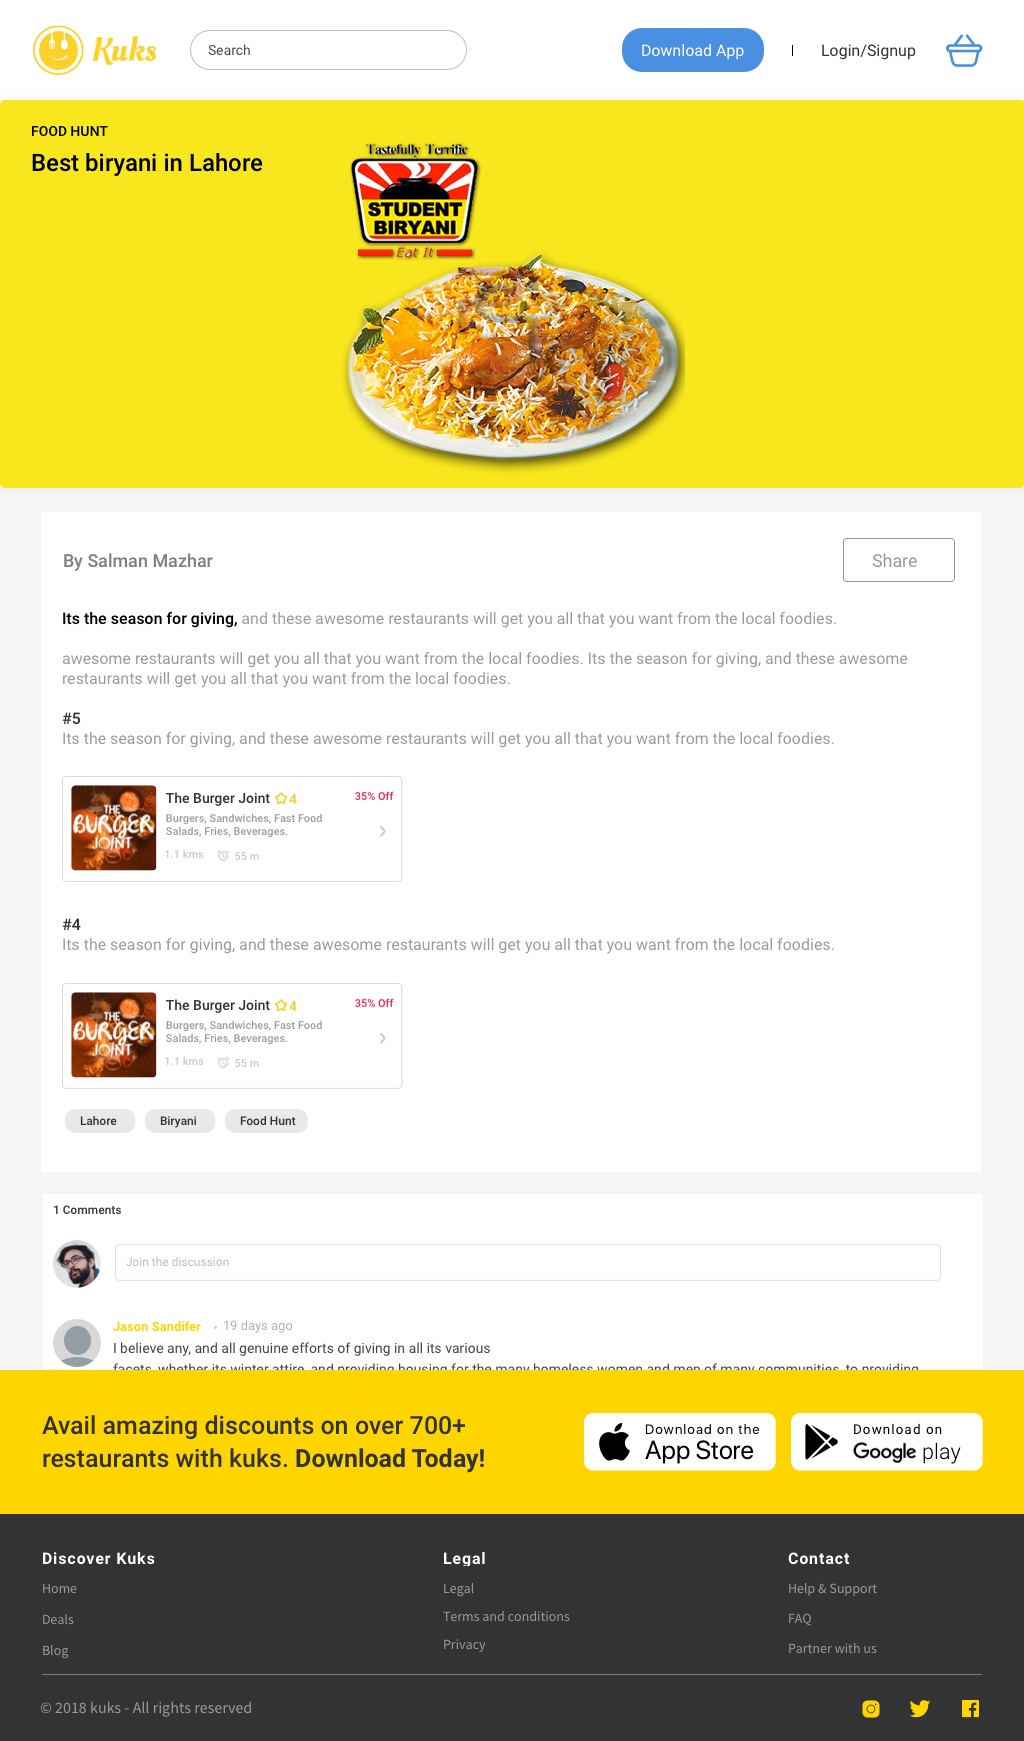 Kuks
Search
Download App
Login/Signup
FOOD HUNT
Best biryani in Lahore
Tastefully Terrific
STUDENT
BIRYANI
Eat It
By Salman Mazhar
Share
Its the season for giving, and these awesome restaurants will get you all that you want from the local foodies.
awesome restaurants will get you all that you want from the local foodies. Its the season for giving, and these awesome
restaurants will get you all that you want from the local foodies.
#5
Its the season for giving, and these awesome restaurants will get you all that you want from the local foodies.
THE
BURGER
JOINT
The Burger Joint 4
35% Off
Burgers, Sandwiches, Fast Food
Salads, Fries, Beverages.
1.1 kms 55 m
#4
Its the season for giving, and these awesome restaurants will get you all that you want from the local foodies.
THE
BURGER
JOINT
The Burger Joint 4
35% Off
Burgers, Sandwiches, Fast Food
Salads, Fries, Beverages.
1.1 kms 55 m
Lahore Biryani Food Hunt
1 Comments
Join the discussion
Jason Sandifer • 19 days ago
I believe any, and all genuine efforts of giving in all its various
facets, whether its winter attire, and providing housing for the many homeless women and men of many communities, to providing
Avail amazing discounts on over 700+
restaurants with kuks. Download Today!
Download on the
App Store
Download on
Google play
Discover Kuks
Home
Deals
Blog
Legal
Legal
Terms and conditions
Privacy
Contact
Help & Support
FAQ
Partner with us
© 2018 kuks - All rights reserved